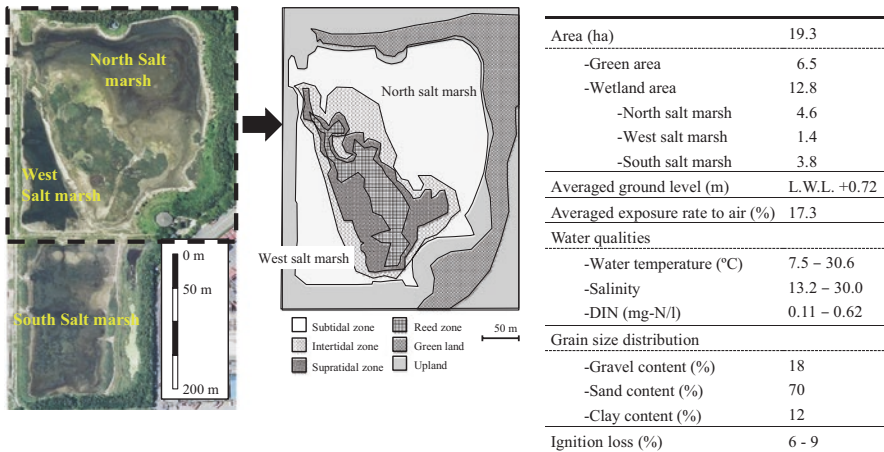 North Salt
marsh
West
Salt marsh
South Salt marsh
0 m
50 m
200 m
North salt marsh
West salt marsh
Subtidal zone
Intertidal zone
Supratidal zone
Reed zone
Green land
Upland
50 m
Area (ha) 19.3
-Green area 6.5
-Wetland area 12.8
-North salt marsh 4.6
-West salt marsh 1.4
-South salt marsh 3.8
Averaged ground level (m) L.W.L. +0.72
Averaged exposure rate to air (%) 17.3
Water qualities
-Water temperature (ºC) 7.5 – 30.6
-Salinity 13.2 – 30.0
-DIN (mg-N/l) 0.11 – 0.62
Grain size distribution
-Gravel content (%) 18
-Sand content (%) 70
-Clay content (%) 12
Ignition loss (%) 6 - 9